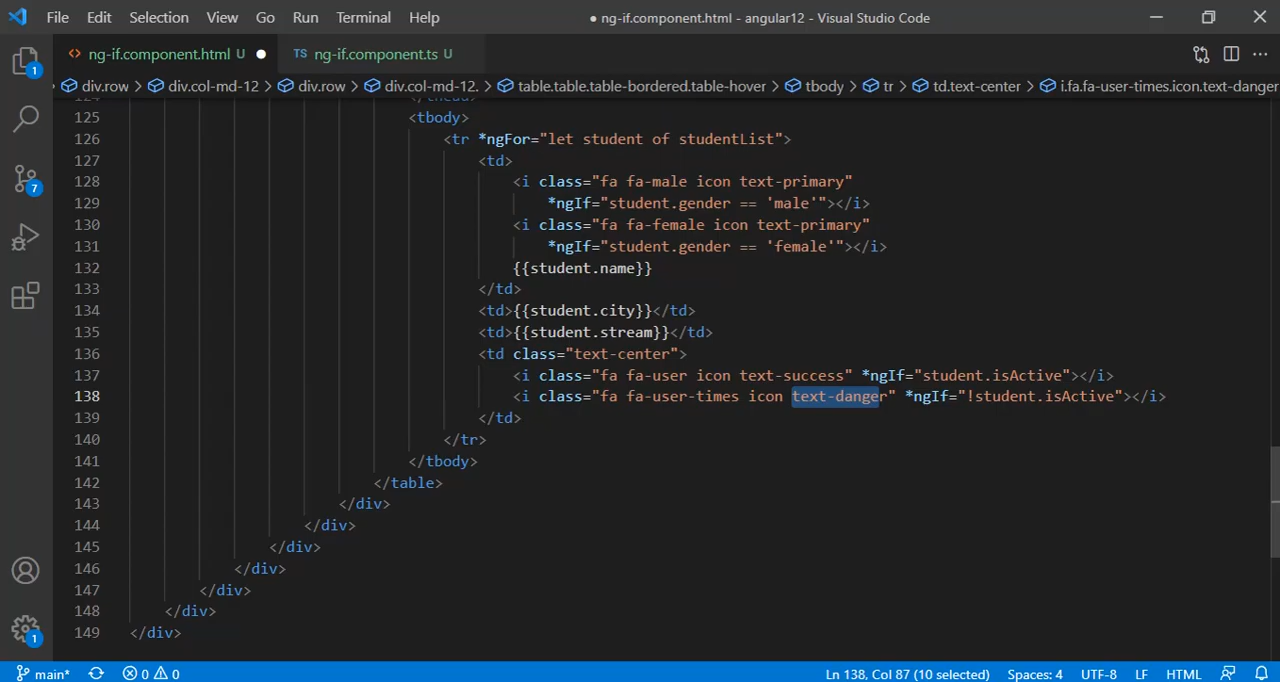 File Edit Selection View Go Run Terminal Help ● ng-if.component.html - angular12 - Visual Studio Code
<> ng-if.component.html U ● TS ng-if.component.ts U
1 > div.row > div.col-md-12 > div.row > div.col-md-12. > table.table.table-bordered.table-hover > tbody > tr > td.text-center > i.fa.fa-user-times.icon.text-danger
124 </thead>
125 <tbody>
126 <tr *ngFor="let student of studentList">
127 <td>
128 <i class="fa fa-male icon text-primary"
129 *ngIf="student.gender == 'male'"></i>
130 <i class="fa fa-female icon text-primary"
7 131 *ngIf="student.gender == 'female'"></i>
132 {{student.name}}
133 </td>
134 <td>{{student.city}}</td>
135 <td>{{student.stream}}</td>
136 <td class="text-center">
137 <i class="fa fa-user icon text-success" *ngIf="student.isActive"></i>
138 <i class="fa fa-user-times icon text-danger" *ngIf="!student.isActive"></i>
139 </td>
140 </tr>
141 </tbody>
142 </table>
143 </div>
144 </div>
145 </div>
146 </div>
147 </div>
148 </div>
1 149 </div>
main* 0 0 Ln 138, Col 87 (10 selected) Spaces: 4 UTF-8 LF HTML